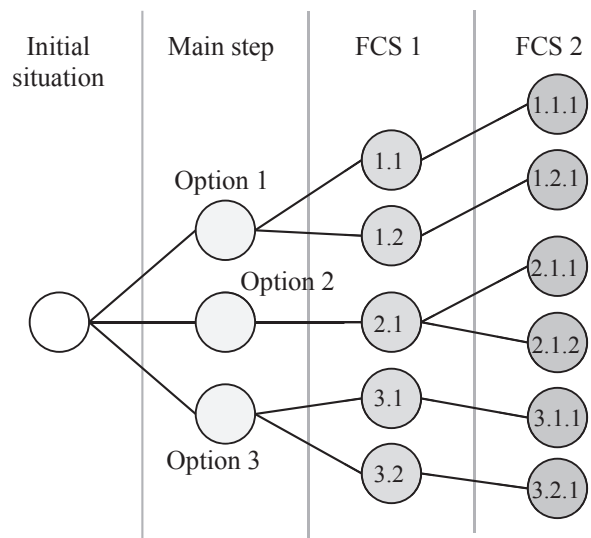 Initial
situation
Main step
FCS 1
FCS 2
Option 1
Option 2
Option 3
1.1
1.2
2.1
3.1
3.2
1.1.1
1.2.1
2.1.1
2.1.2
3.1.1
3.2.1